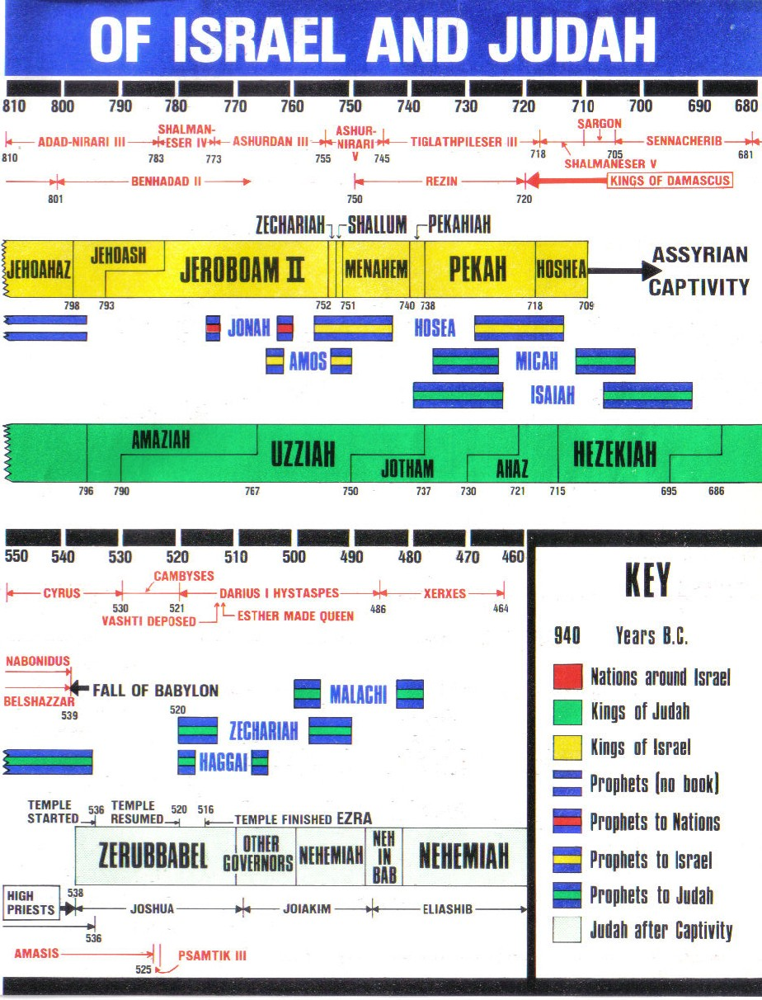 OF ISRAEL AND JUDAH
810 800 790 780 770 760 750 740 730 720 710 700 690 680
ADAD-NIRARI III SHALMAN-ESER IV ASHURDAN III ASHUR-NIRARI V TIGLATHPILESER III SARGON SENNACHERIB
810 783 773 755 745 718 705 681
SHALMANESER V
BENHADAD II REZIN KINGS OF DAMASCUS
801 750 720
ZECHARIAH SHALLUM PEKAHIAH
JEHOAHAZ JEHOASH JEROBOAM II MENAHEM PEKAH HOSHEA
ASSYRIAN
CAPTIVITY
798 793 752 751 740 738 718 709
JONAH HOSEA
AMOS MICAH
ISAIAH
AMAZIAH UZZIAH JOTHAM AHAZ HEZEKIAH
796 790 767 750 737 730 721 715 695 686
550 540 530 520 510 500 490 480 470 460
CAMBYSES
CYRUS DARIUS I HYSTASPES XERXES
530 521 486 464
VASHTI DEPOSED ESTHER MADE QUEEN
NABONIDUS
FALL OF BABYLON
BELSHAZZAR
539
MALACHI
520
ZECHARIAH
HAGGAI
TEMPLE STARTED 536 TEMPLE RESUMED 520 516 TEMPLE FINISHED EZRA
ZERUBBABEL OTHER GOVERNORS NEHEMIAH NEH IN BAB NEHEMIAH
HIGH PRIESTS 538 JOSHUA JOIAKIM ELIASHIB
536
AMASIS PSAMTIK III
525
KEY
940 Years B.C.
Nations around Israel
Kings of Judah
Kings of Israel
Prophets (no book)
Prophets to Nations
Prophets to Israel
Prophets to Judah
Judah after Captivity